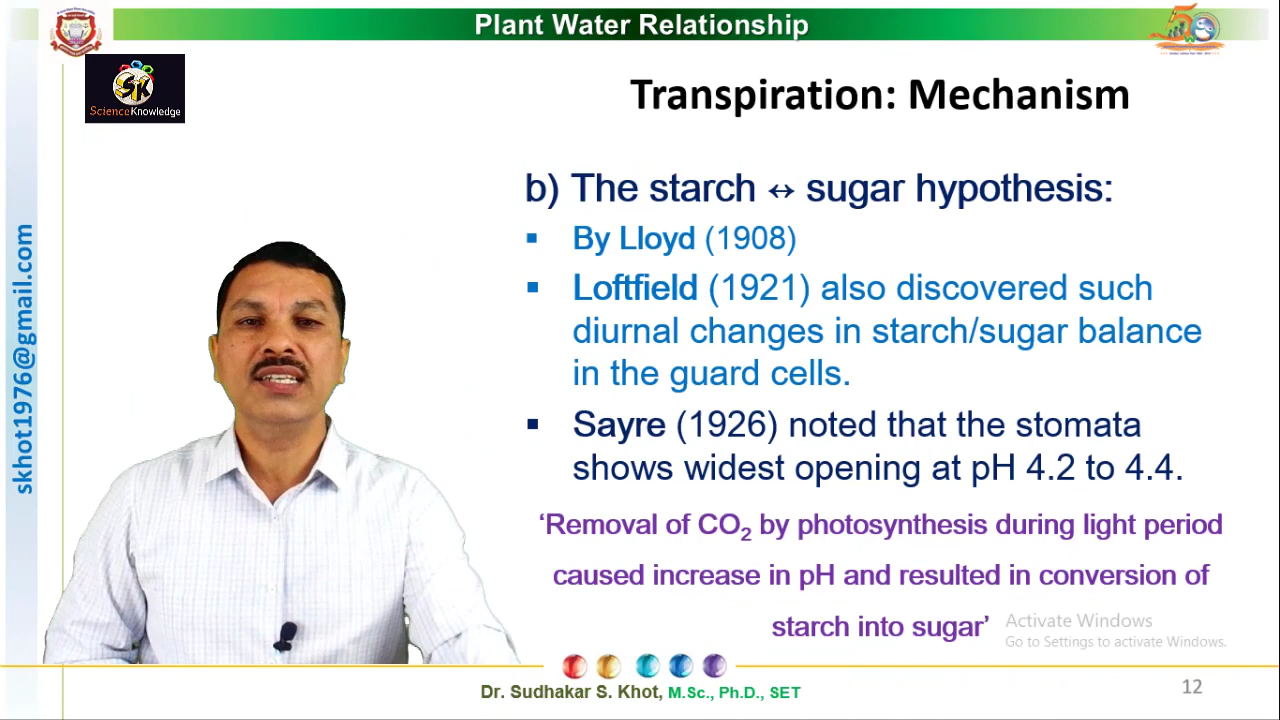 Plant Water Relationship
SK
ScienceKnowledge
Transpiration: Mechanism
b) The starch ↔ sugar hypothesis:
▪ By Lloyd (1908)
▪ Loftfield (1921) also discovered such
diurnal changes in starch/sugar balance
in the guard cells.
▪ Sayre (1926) noted that the stomata
shows widest opening at pH 4.2 to 4.4.
‘Removal of CO₂ by photosynthesis during light period
caused increase in pH and resulted in conversion of
starch into sugar’
Activate Windows
Go to Settings to activate Windows.
skhot1976@gmail.com
Dr. Sudhakar S. Khot, M.Sc., Ph.D., SET
12